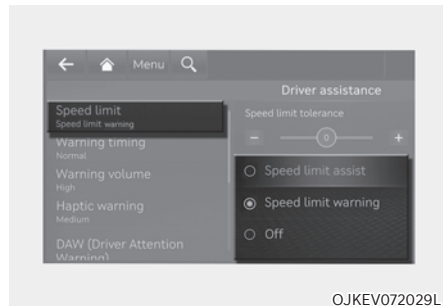 Menu
Driver assistance
Speed limit
Speed limit warning
Speed limit tolerance
− 0 +
Warning timing
Normal
Warning volume
High
Haptic warning
Medium
DAW (Driver Attention
Warning)
Speed limit assist
Speed limit warning
Off
OJKEV072029L